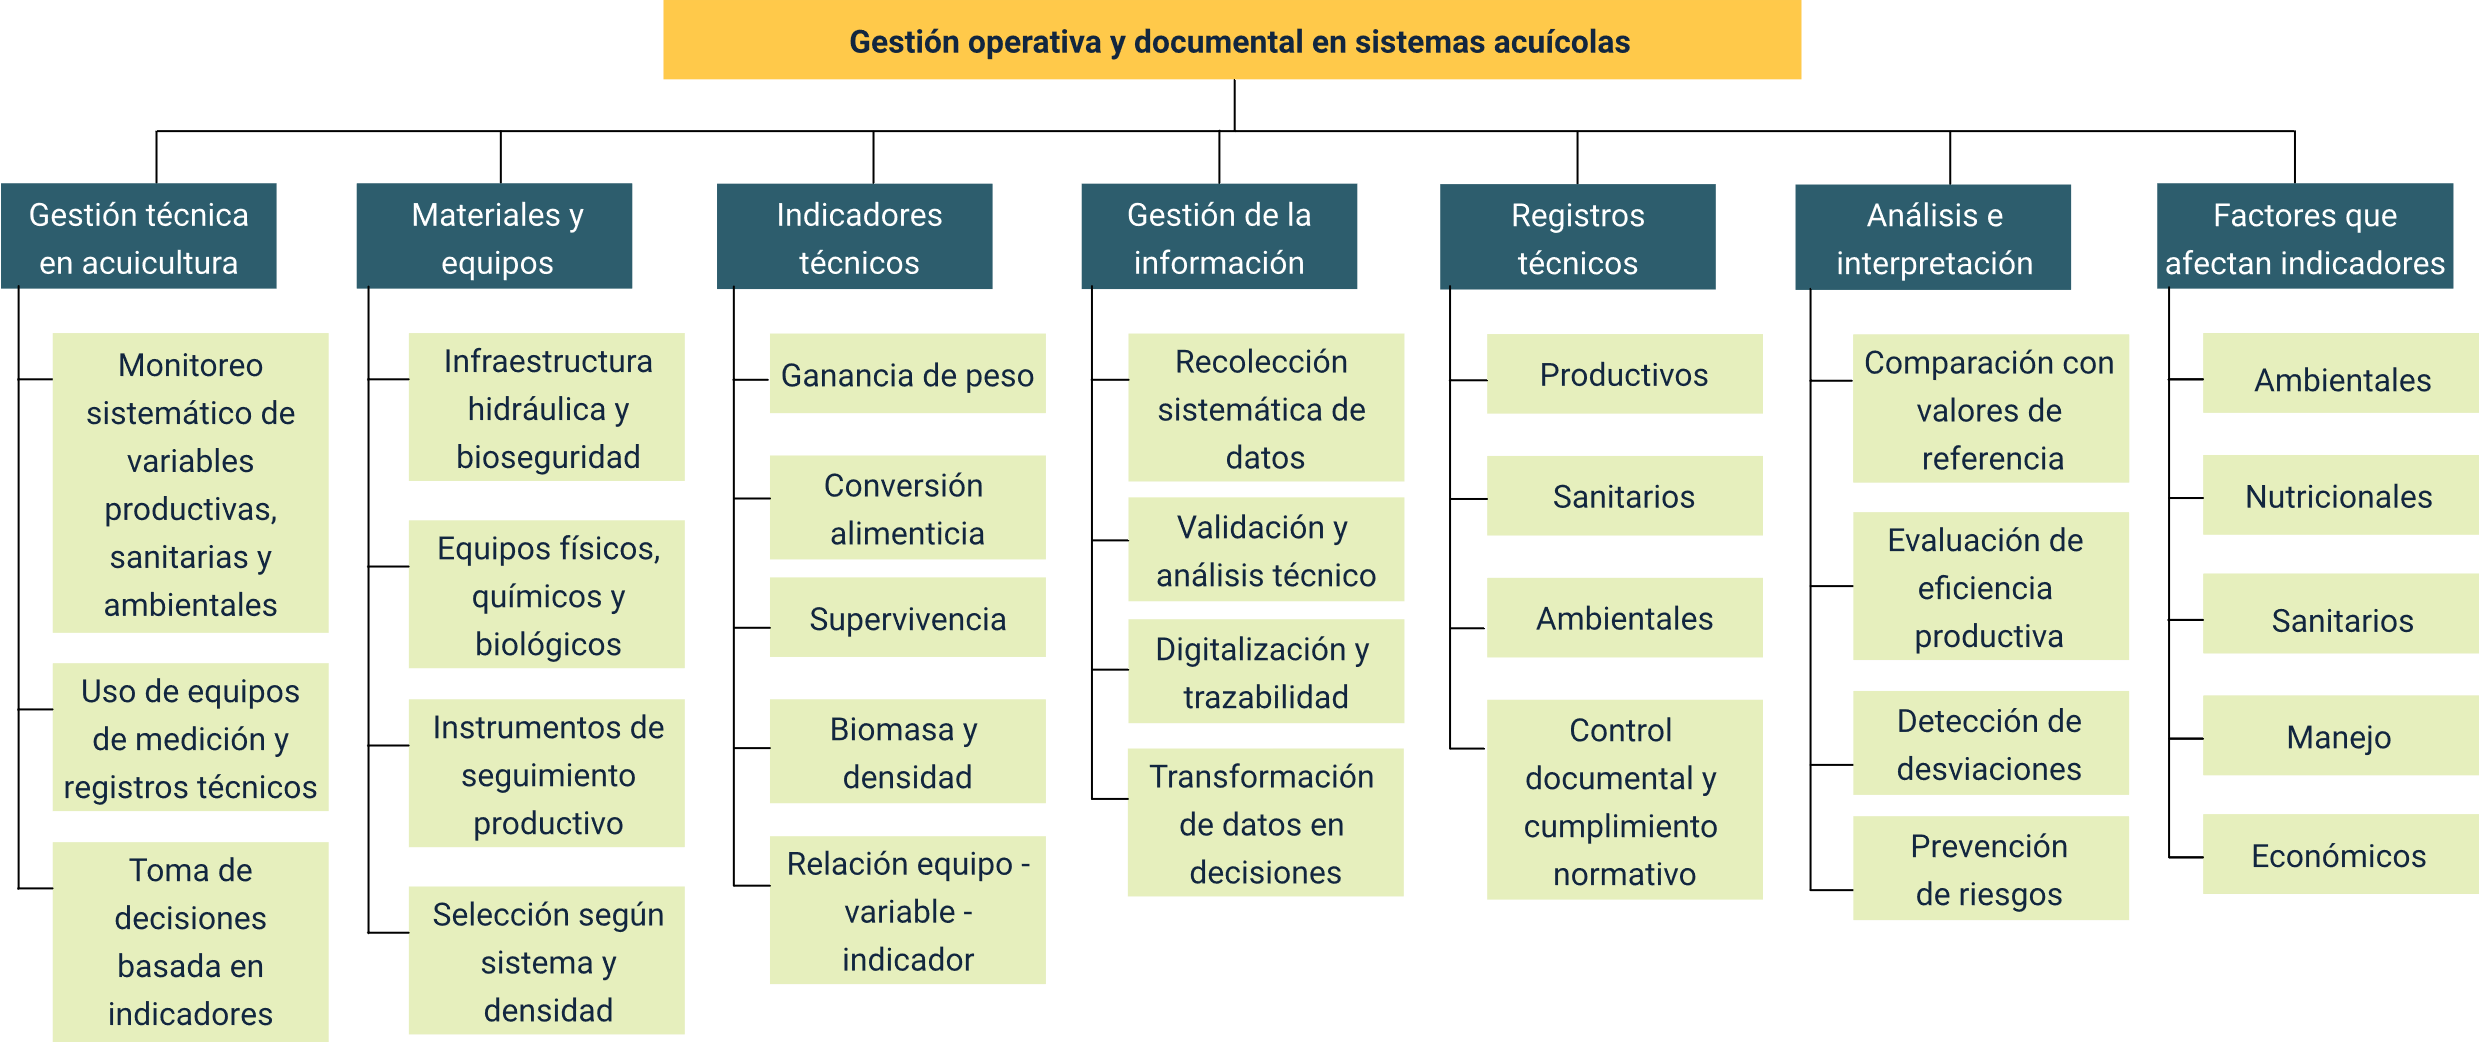 Gestión operativa y documental en sistemas acuícolas
Gestión técnica
en acuicultura
Monitoreo
sistemático de
variables
productivas,
sanitarias y
ambientales
Uso de equipos
de medición y
registros técnicos
Toma de
decisiones
basada en
indicadores
Materiales y
equipos
Infraestructura
hidráulica y
bioseguridad
Equipos físicos,
químicos y
biológicos
Instrumentos de
seguimiento
productivo
Selección según
sistema y
densidad
Indicadores
técnicos
Ganancia de peso
Conversión
alimenticia
Supervivencia
Biomasa y
densidad
Relación equipo -
variable -
indicador
Gestión de la
información
Recolección
sistemática de
datos
Validación y
análisis técnico
Digitalización y
trazabilidad
Transformación
de datos en
decisiones
Registros
técnicos
Productivos
Sanitarios
Ambientales
Control
documental y
cumplimiento
normativo
Análisis e
interpretación
Comparación con
valores de
referencia
Evaluación de
eficiencia
productiva
Detección de
desviaciones
Prevención
de riesgos
Factores que
afectan indicadores
Ambientales
Nutricionales
Sanitarios
Manejo
Económicos